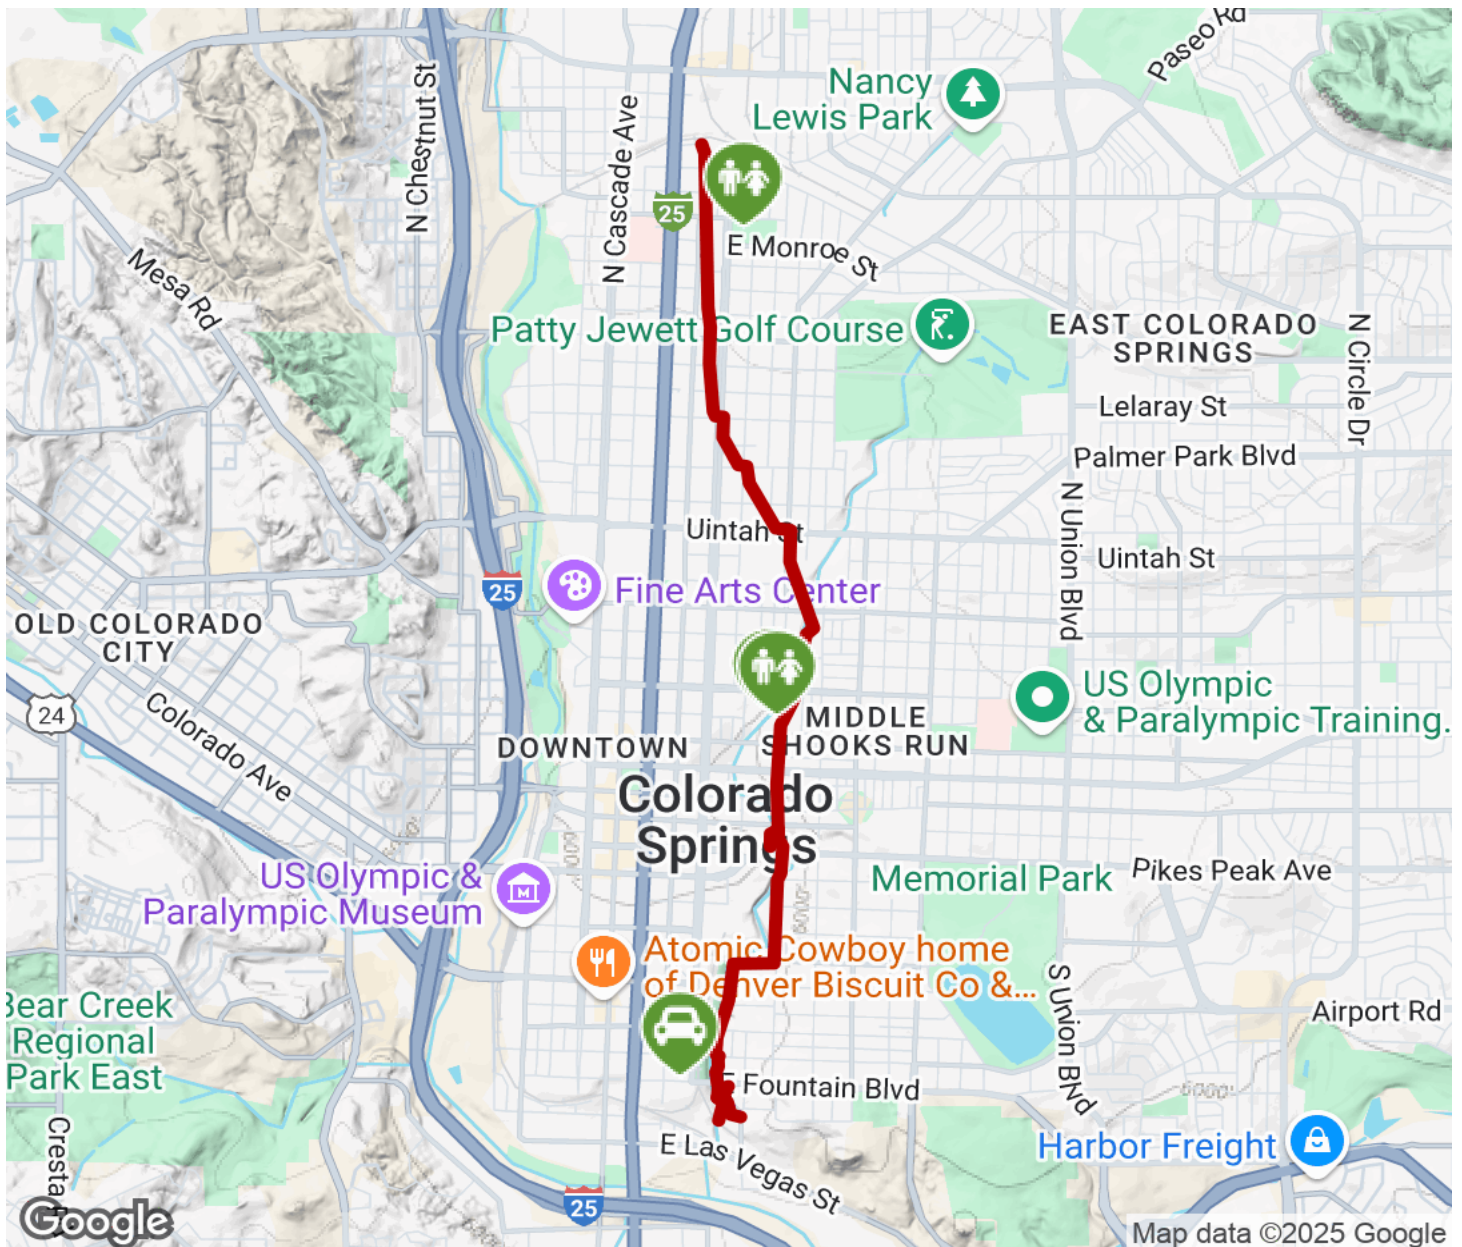 Paseo Rd
Nancy
Lewis Park
N Chestnut St
N Cascade Ave
25
E Monroe St
Mesa Rd
Patty Jewett Golf Course
EAST COLORADO
SPRINGS
N Circle Dr
Lelaray St
Palmer Park Blvd
N Union Blvd
Uintah St
Uintah St
25
Fine Arts Center
OLD COLORADO
CITY
24
Colorado Ave
US Olympic
& Paralympic Training.
MIDDLE
SHOOKS RUN
DOWNTOWN
Colorado
Springs
US Olympic &
Paralympic Museum
Memorial Park
Pikes Peak Ave
6000'
Atomic Cowboy home
of Denver Biscuit Co &...
S Union Blvd
Airport Rd
Bear Creek
Regional
Park East
E Fountain Blvd
6000'
Cresta
E Las Vegas St
Harbor Freight
25
Google
Map data ©2025 Google